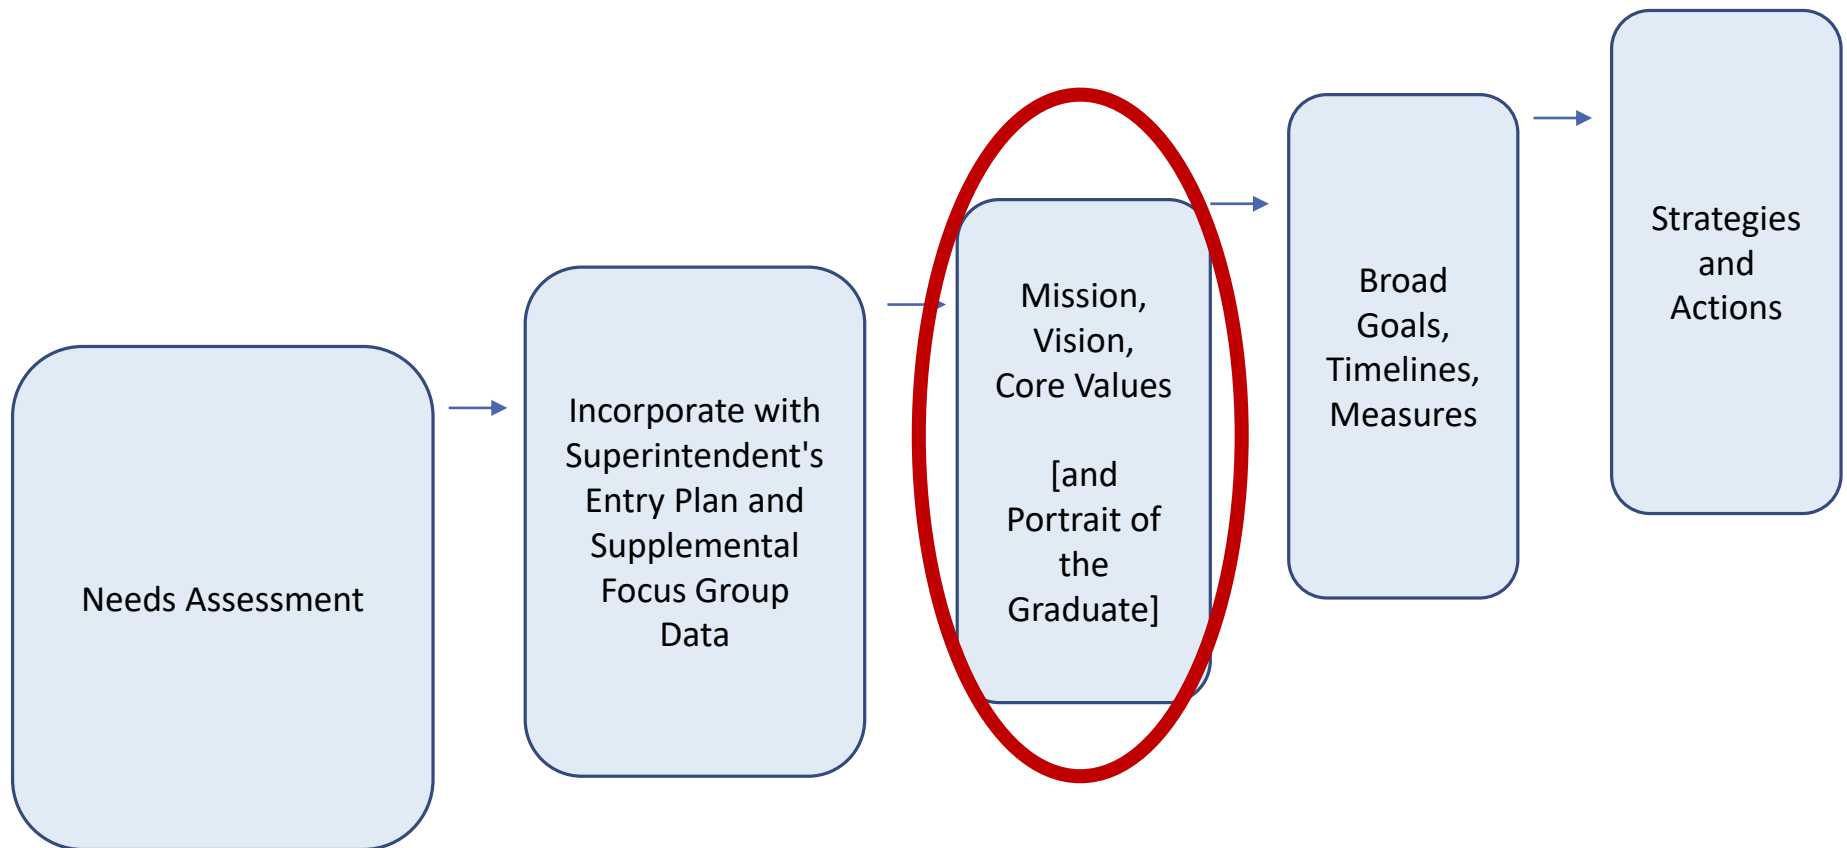 Needs Assessment
Incorporate with
Superintendent's
Entry Plan and
Supplemental
Focus Group
Data
Mission,
Vision,
Core Values
[and
Portrait of
the
Graduate]
Broad
Goals,
Timelines,
Measures
Strategies
and
Actions